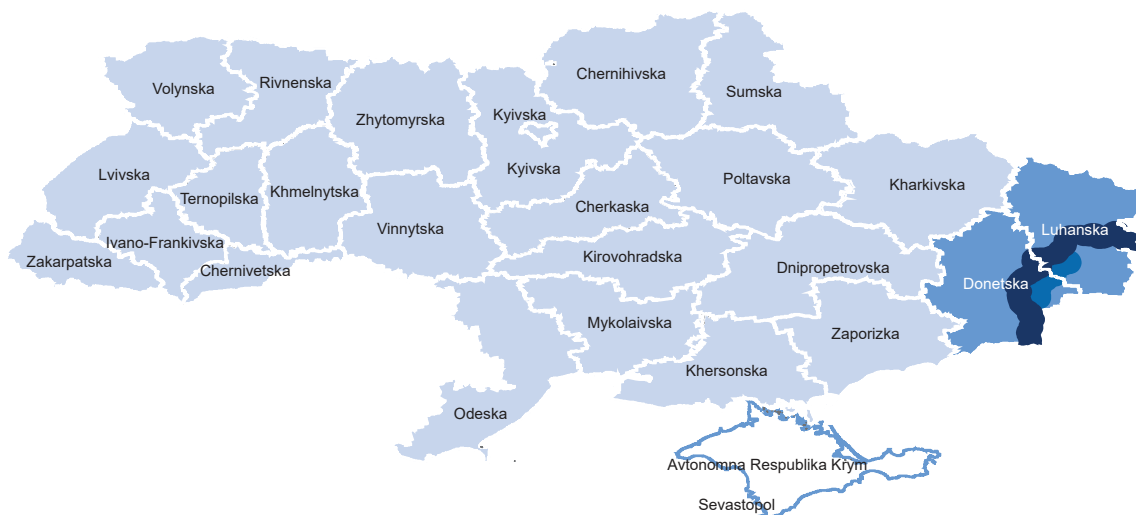 Chernihivska
Rivnenska
Volynska
Sumska
Kyivska
Zhytomyrska
Kyivska
Lvivska
Poltavska
Kharkivska
Khmelnytska
Ternopilska
Cherkaska
Vinnytska
Luhanska
Ivano-Frankivska
Kirovohradska
Zakarpatska
Chernivetska
Dnipropetrovska
Donetska
Mykolaivska
Zaporizka
Khersonska
Odeska
Avtonomna Respublika Krym
Sevastopol